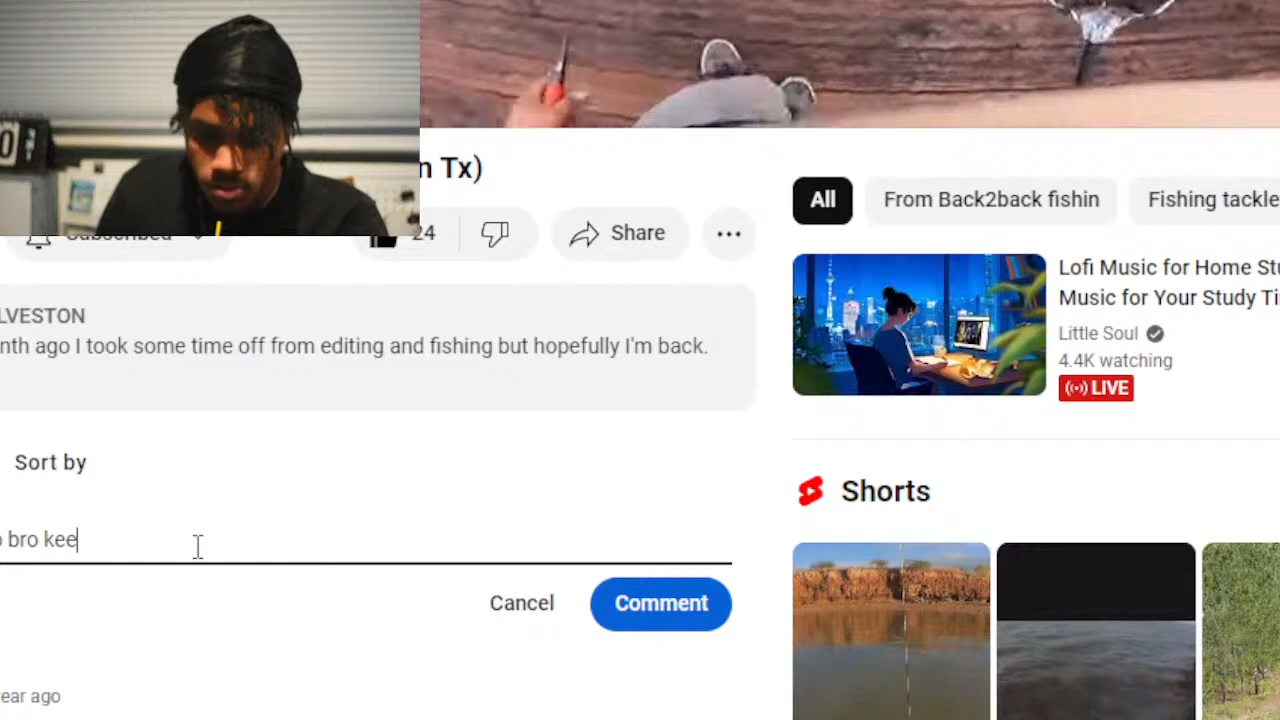 n Tx)
All
From Back2back fishin
Fishing tackle
Subscribed
24
Share
Lofi Music for Home Stu
Music for Your Study Ti
Little Soul
4.4K watching
LIVE
LVESTON
nth ago I took some time off from editing and fishing but hopefully I'm back.
Sort by
Shorts
o bro kee
Cancel
Comment
ear ago